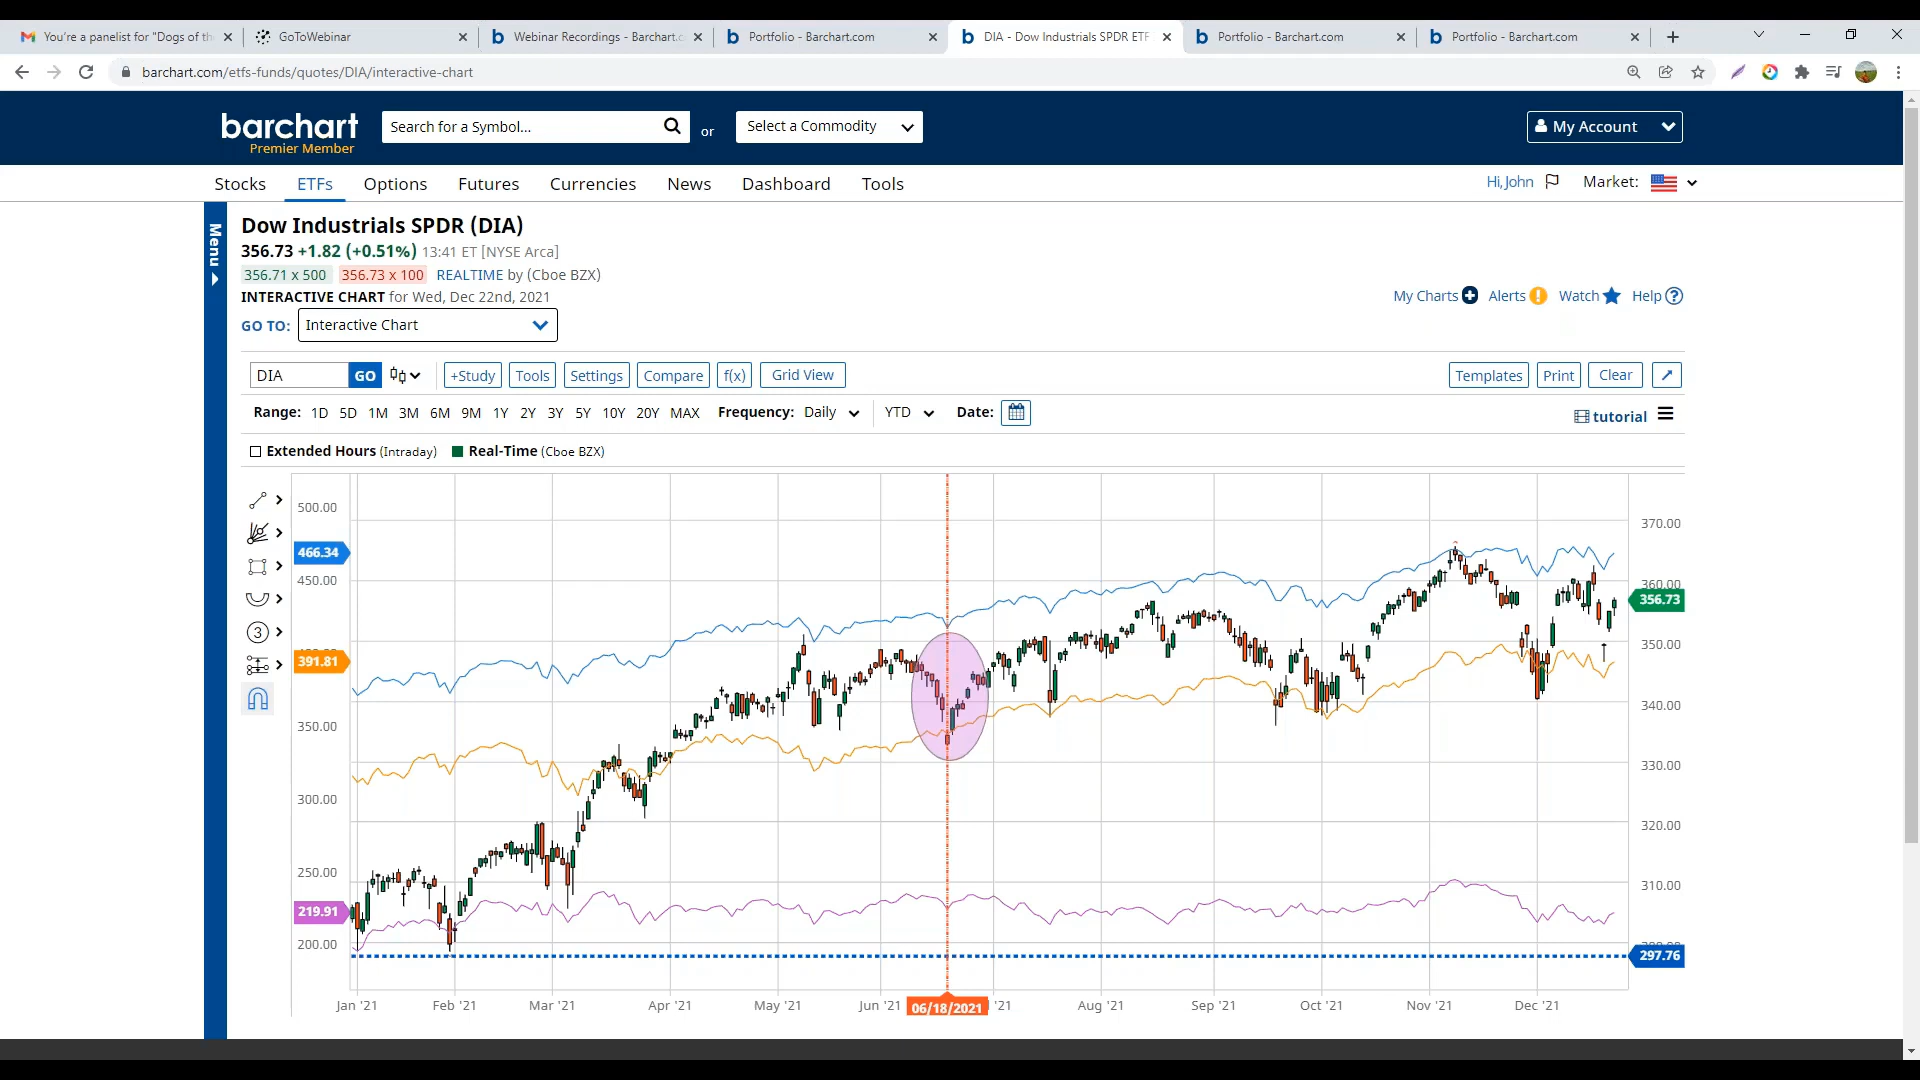 You're a panelist for "Dogs of th
GoToWebinar
Webinar Recordings - Barchart.c
Portfolio - Barchart.com
DIA - Dow Industrials SPDR ETF
Portfolio - Barchart.com
Portfolio - Barchart.com
barchart.com/etfs-funds/quotes/DIA/interactive-chart
barchart
Premier Member
Search for a Symbol...
or
Select a Commodity
My Account
Stocks
ETFs
Options
Futures
Currencies
News
Dashboard
Tools
Hi, John
Market:
Menu
Dow Industrials SPDR (DIA)
356.73 +1.82 (+0.51%) 13:41 ET [NYSE Arca]
356.71 x 500 356.73 x 100 REALTIME by (Cboe BZX)
INTERACTIVE CHART for Wed, Dec 22nd, 2021
My Charts
Alerts
Watch
Help
GO TO:
Interactive Chart
DIA
GO
+Study
Tools
Settings
Compare
f(x)
Grid View
Templates
Print
Clear
Range: 1D 5D 1M 3M 6M 9M 1Y 2Y 3Y 5Y 10Y 20Y MAX
Frequency: Daily
YTD
Date:
tutorial
Extended Hours (Intraday)
Real-Time (Cboe BZX)
500.00
466.34
450.00
391.81
350.00
300.00
250.00
219.91
200.00
3
370.00
360.00
356.73
350.00
340.00
330.00
320.00
310.00
297.76
Jan '21
Feb '21
Mar '21
Apr '21
May '21
Jun '21
06/18/2021
'21
Aug '21
Sep '21
Oct '21
Nov '21
Dec '21